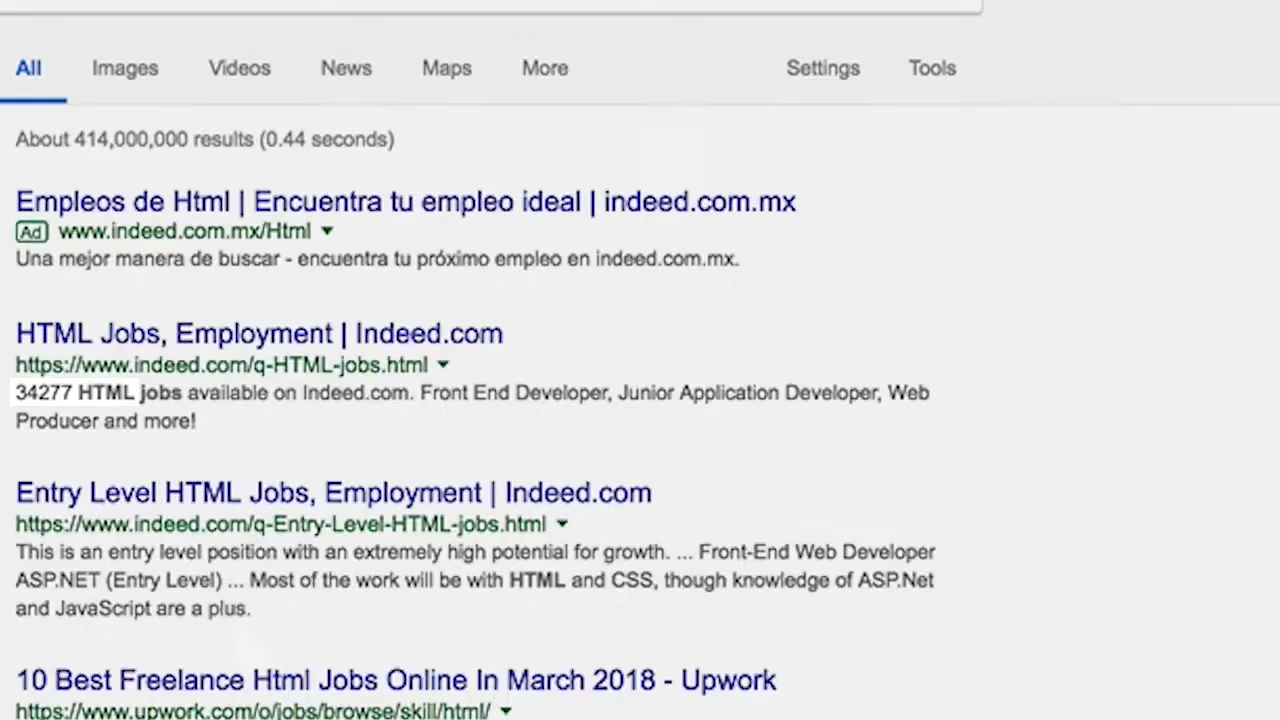 All Images Videos News Maps More Settings Tools
About 414,000,000 results (0.44 seconds)
Empleos de Html | Encuentra tu empleo ideal | indeed.com.mx
Ad www.indeed.com.mx/Html
Una mejor manera de buscar - encuentra tu próximo empleo en indeed.com.mx.
HTML Jobs, Employment | Indeed.com
https://www.indeed.com/q-HTML-jobs.html
34277 HTML jobs available on Indeed.com. Front End Developer, Junior Application Developer, Web
Producer and more!
Entry Level HTML Jobs, Employment | Indeed.com
https://www.indeed.com/q-Entry-Level-HTML-jobs.html
This is an entry level position with an extremely high potential for growth. ... Front-End Web Developer
ASP.NET (Entry Level) ... Most of the work will be with HTML and CSS, though knowledge of ASP.Net
and JavaScript are a plus.
10 Best Freelance Html Jobs Online In March 2018 - Upwork
https://www.upwork.com/o/jobs/browse/skill/html/